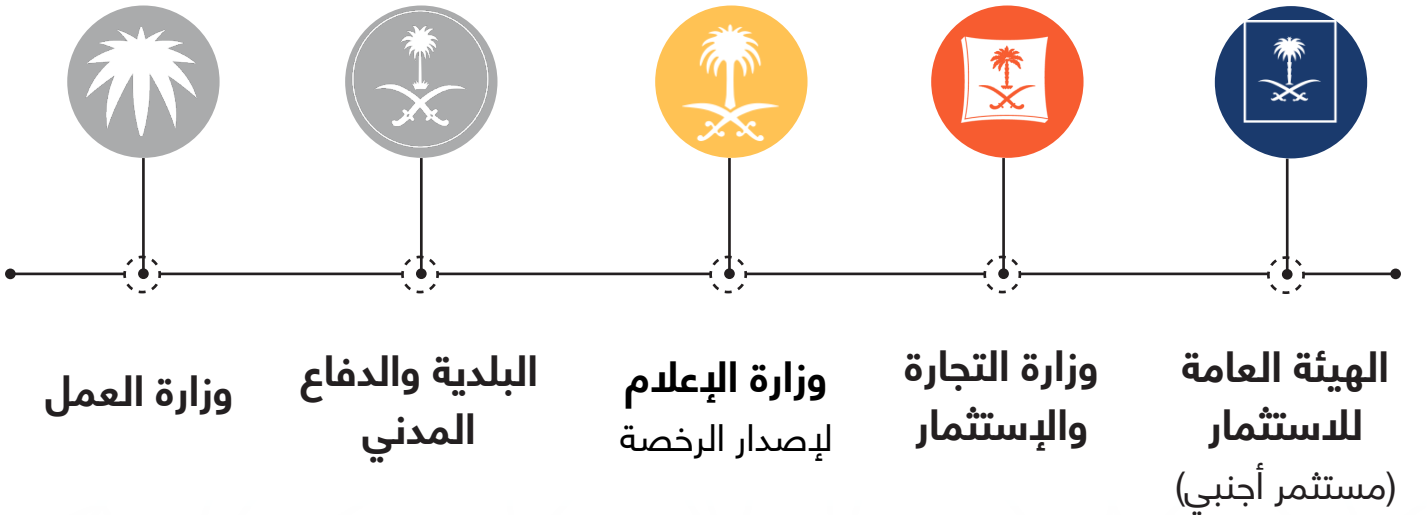 الهيئة العامة
للاستثمار
(مستثمر أجنبي)
وزارة التجارة
والإستثمار
وزارة الإعلام
لإصدار الرخصة
البلدية والدفاع
المدني
وزارة العمل